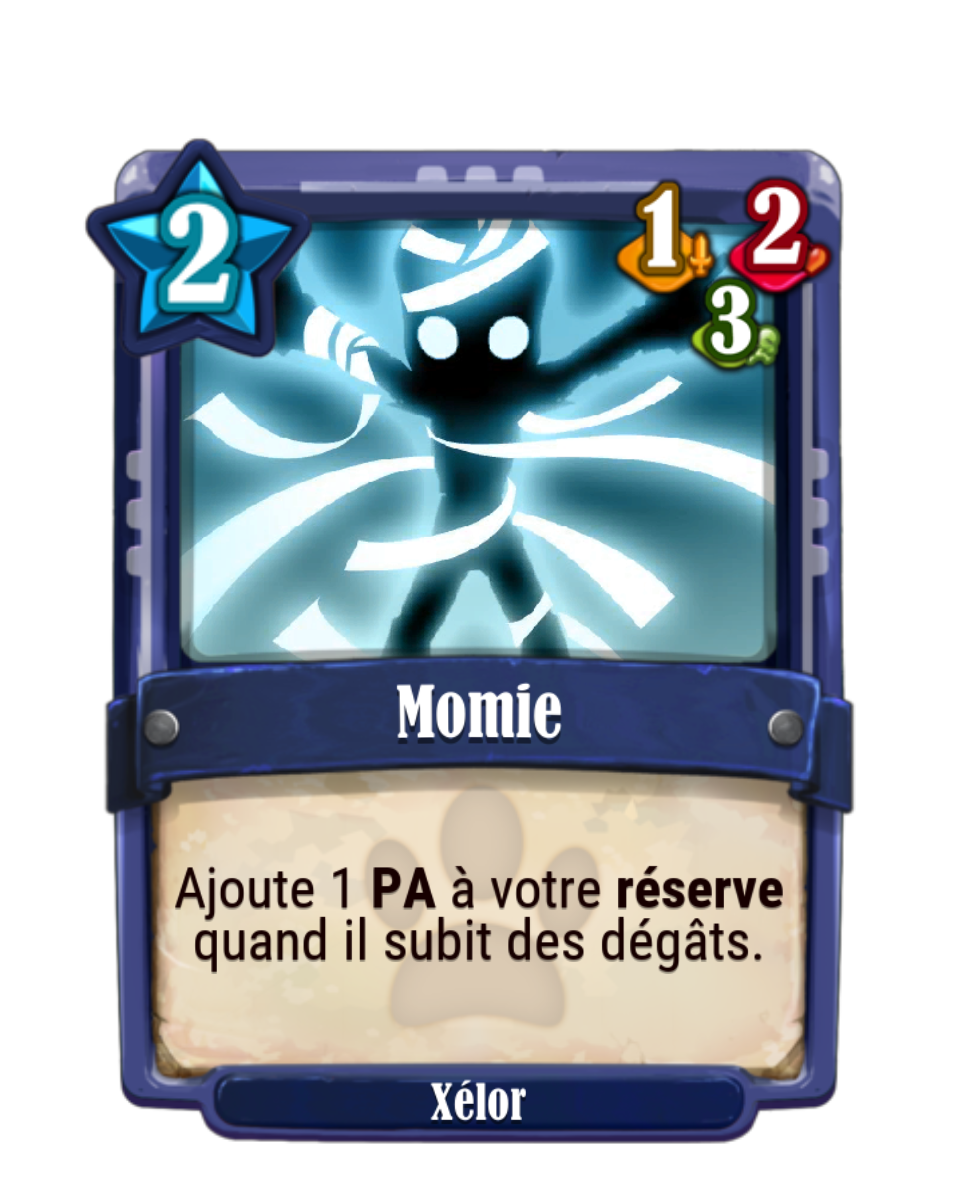 2
1
2
3
Momie
Ajoute 1 PA à votre réserve
quand il subit des dégâts.
Xélor